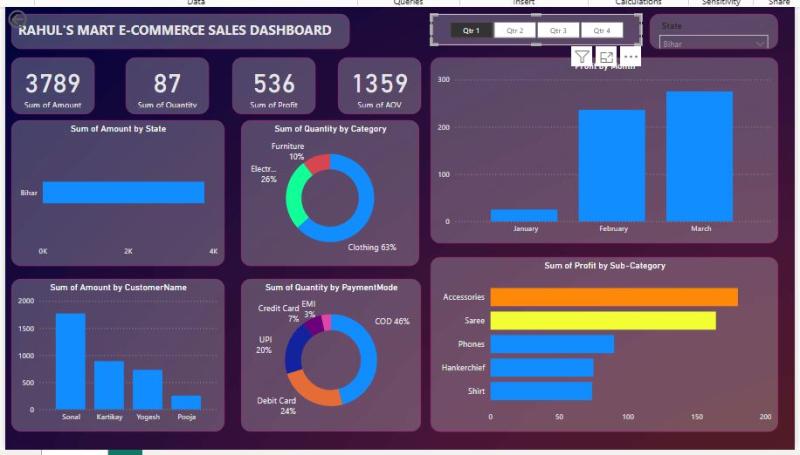 Data
Queries
Insert
Calculations
Sensitivity
Share
RAHUL'S MART E-COMMERCE SALES DASHBOARD
Qtr 1
Qtr 2
Qtr 3
Qtr 4
State
Bihar
3789
Sum of Amount
87
Sum of Quantity
536
Sum of Profit
1359
Sum of AOV
Profit by Month
300
200
100
0
January
February
March
Sum of Amount by State
Bihar
0K
2K
4K
Sum of Quantity by Category
Furniture
10%
Electr...
26%
Clothing 63%
Sum of Amount by CustomerName
2000
1500
1000
500
0
Sonal
Kartikay
Yogesh
Pooja
Sum of Quantity by PaymentMode
EMI
3%
Credit Card
7%
COD 46%
UPI
20%
Debit Card
24%
Sum of Profit by Sub-Category
Accessories
Saree
Phones
Hankerchief
Shirt
0
50
100
150
200